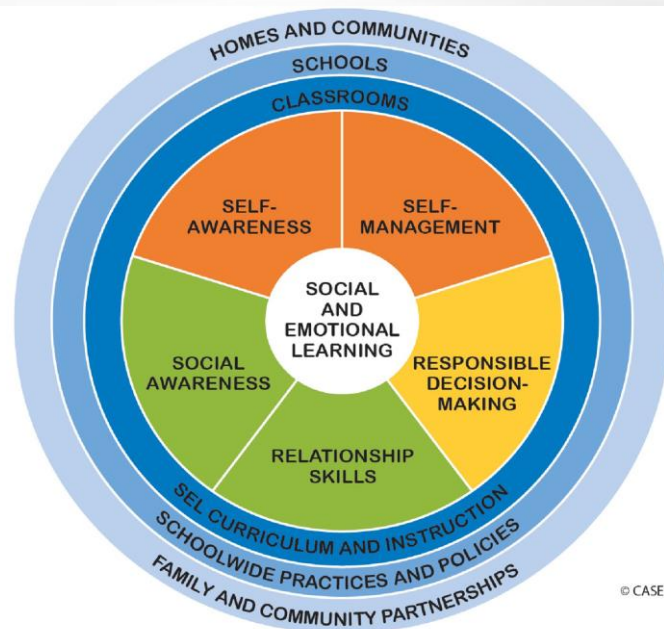 HOMES AND COMMUNITIES
SCHOOLS
CLASSROOMS
SELF-
AWARENESS
SELF-
MANAGEMENT
SOCIAL
AND
EMOTIONAL
LEARNING
SOCIAL
AWARENESS
RESPONSIBLE
DECISION-
MAKING
RELATIONSHIP
SKILLS
SEL CURRICULUM AND INSTRUCTION
SCHOOLWIDE PRACTICES AND POLICIES
FAMILY AND COMMUNITY PARTNERSHIPS
© CASE